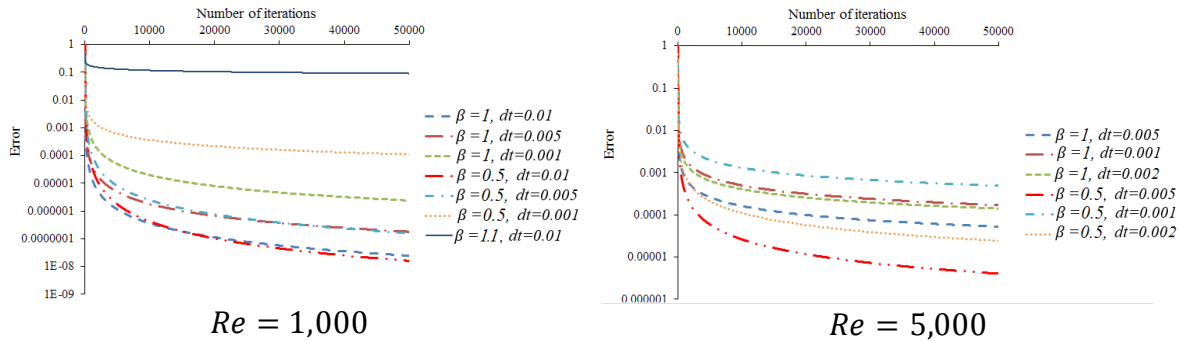 Number of iterations
0 10000 20000 30000 40000 50000
1
0.1
0.01
0.001
0.0001
0.00001
0.000001
0.0000001
1E-08
1E-09
Error
β =1, dt=0.01
β =1, dt=0.005
β =1, dt=0.001
β =0.5, dt=0.01
β =0.5, dt=0.005
β =0.5, dt=0.001
β =1.1, dt=0.01
Re = 1,000
Number of iterations
0 10000 20000 30000 40000 50000
1
0.1
0.01
0.001
0.0001
0.00001
0.000001
Error
β =1, dt=0.005
β =1, dt=0.001
β =1, dt=0.002
β =0.5, dt=0.005
β =0.5, dt=0.001
β =0.5, dt=0.002
Re = 5,000